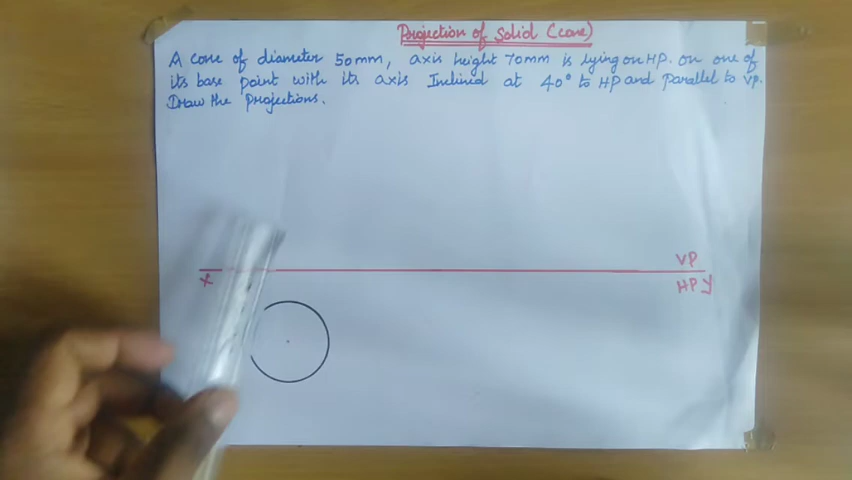 Projection of Solid (cone)
A cone of diameter 50mm, axis height 70mm is lying on HP. on one of
its base point with its axis Inclined at 40° to HP and parallel to VP.
Draw the projections.
VP
X
HP Y